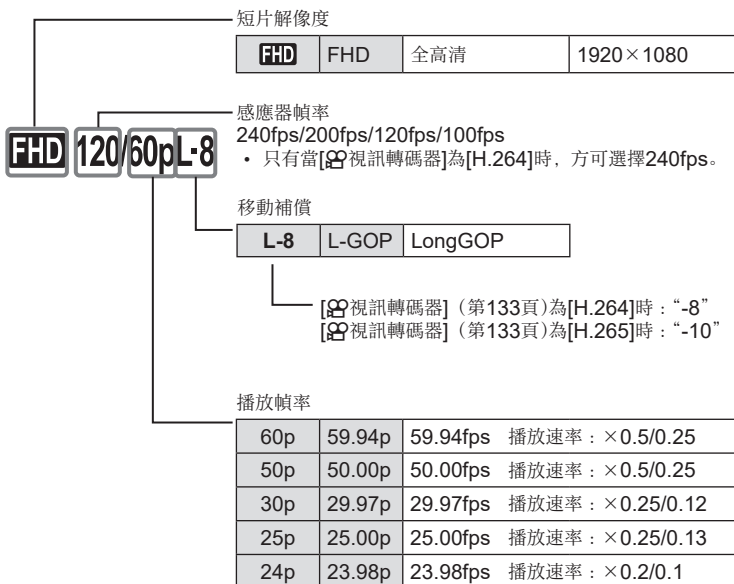 短片解像度
FHD FHD 全高清 1920×1080
感應器幀率
240fps/200fps/120fps/100fps
• 只有當[視訊轉碼器]為[H.264]時，方可選擇240fps。
FHD 120/60pL-8
移動補償
L-8 L-GOP LongGOP
[視訊轉碼器]（第133頁）為[H.264]時："-8"
[視訊轉碼器]（第133頁）為[H.265]時："-10"
播放幀率
60p 59.94p 59.94fps 播放速率：×0.5/0.25
50p 50.00p 50.00fps 播放速率：×0.5/0.25
30p 29.97p 29.97fps 播放速率：×0.25/0.12
25p 25.00p 25.00fps 播放速率：×0.25/0.13
24p 23.98p 23.98fps 播放速率：×0.2/0.1